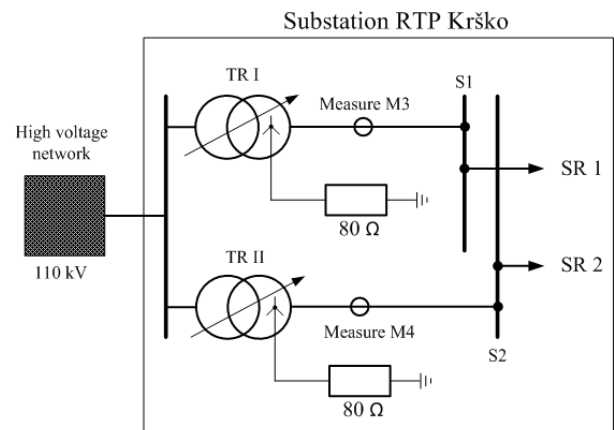 Substation RTP Krško
TR I
S1
Measure M3
High voltage
network
SR 1
80 Ω
110 kV
TR II
SR 2
Measure M4
S2
80 Ω